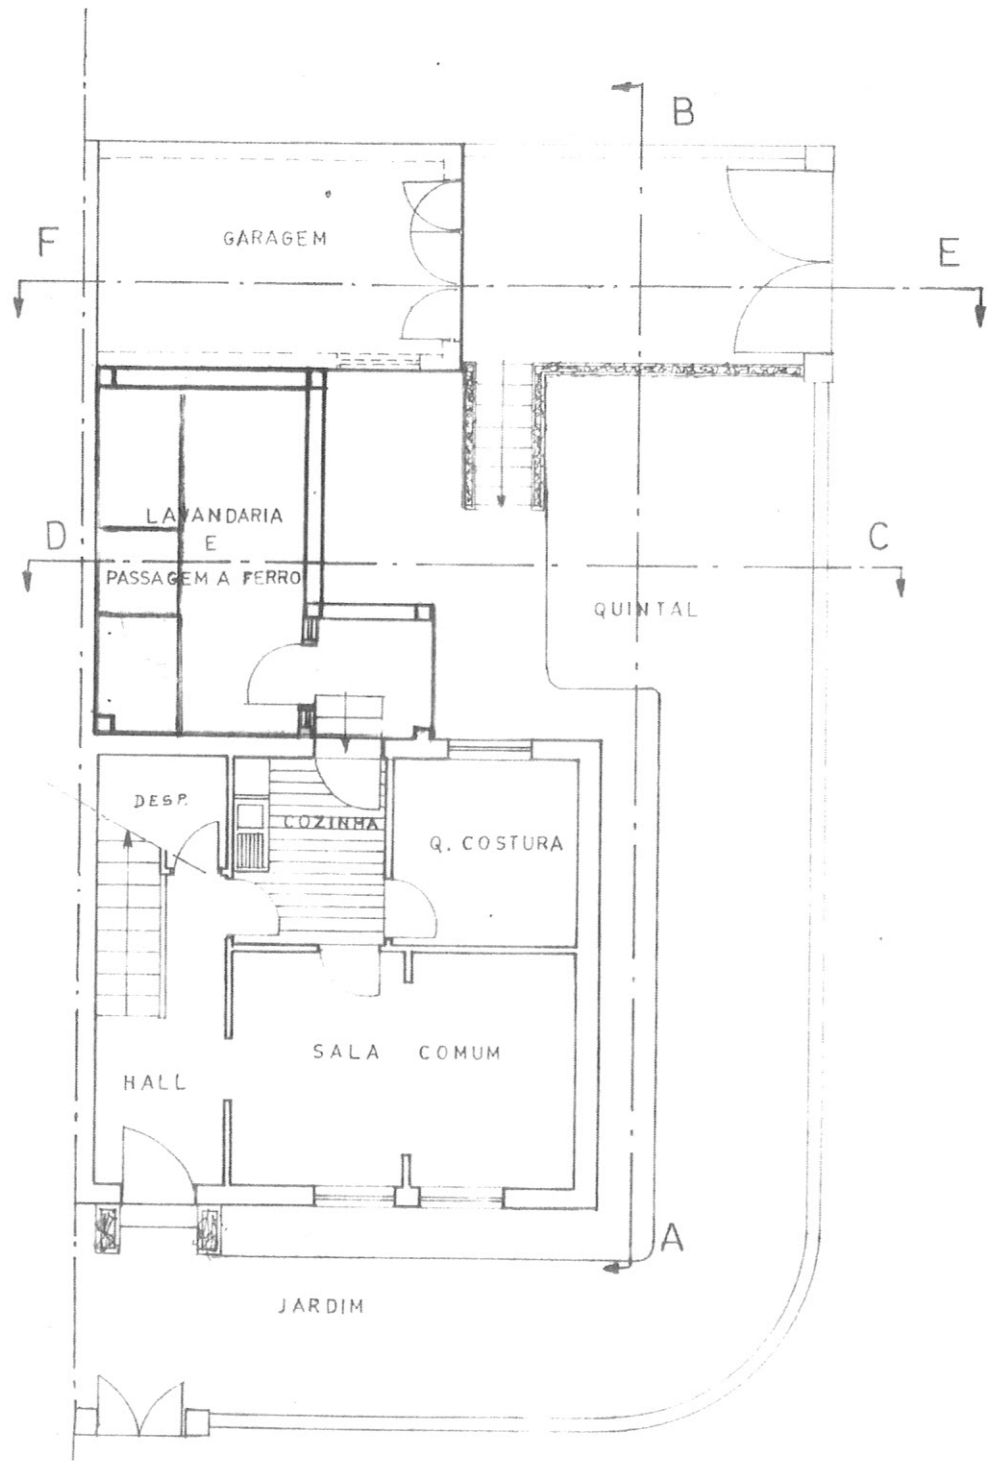 B
F
GARAGEM
E
LAVANDARIA
E
PASSAGEM A FERRO
D
C
QUINTAL
DESP.
COZINHA
Q. COSTURA
SALA COMUM
HALL
A
JARDIM